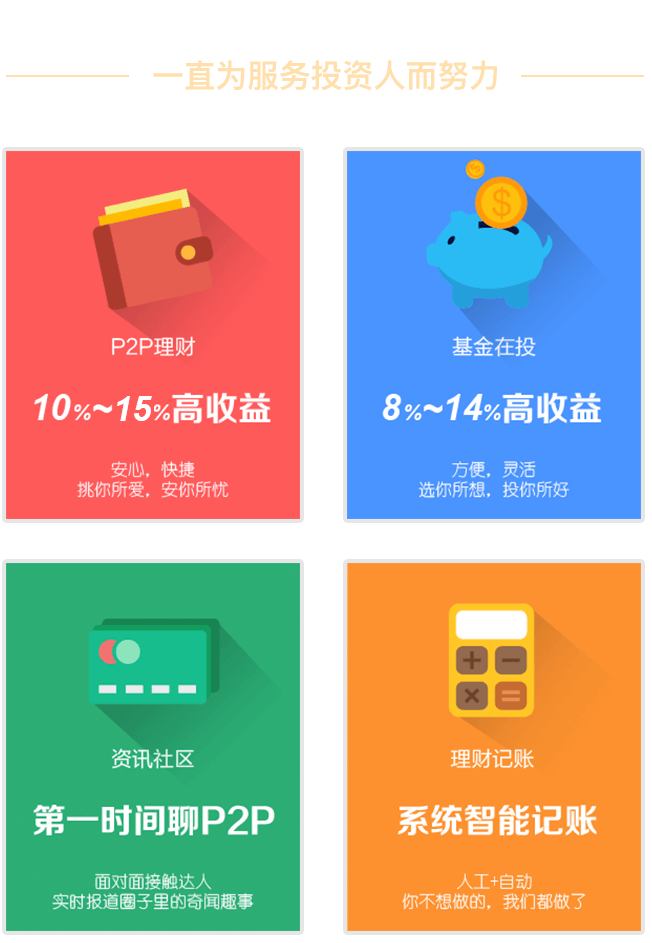 一直为服务投资人而努力
P2P理财
10%~15%高收益
安心，快捷
挑你所爱，安你所忧
基金在投
8%~14%高收益
方便，灵活
选你所想，投你所好
资讯社区
第一时间聊P2P
面对面接触达人
实时报道圈子里的奇闻趣事
理财记账
系统智能记账
人工+自动
你不想做的，我们都做了